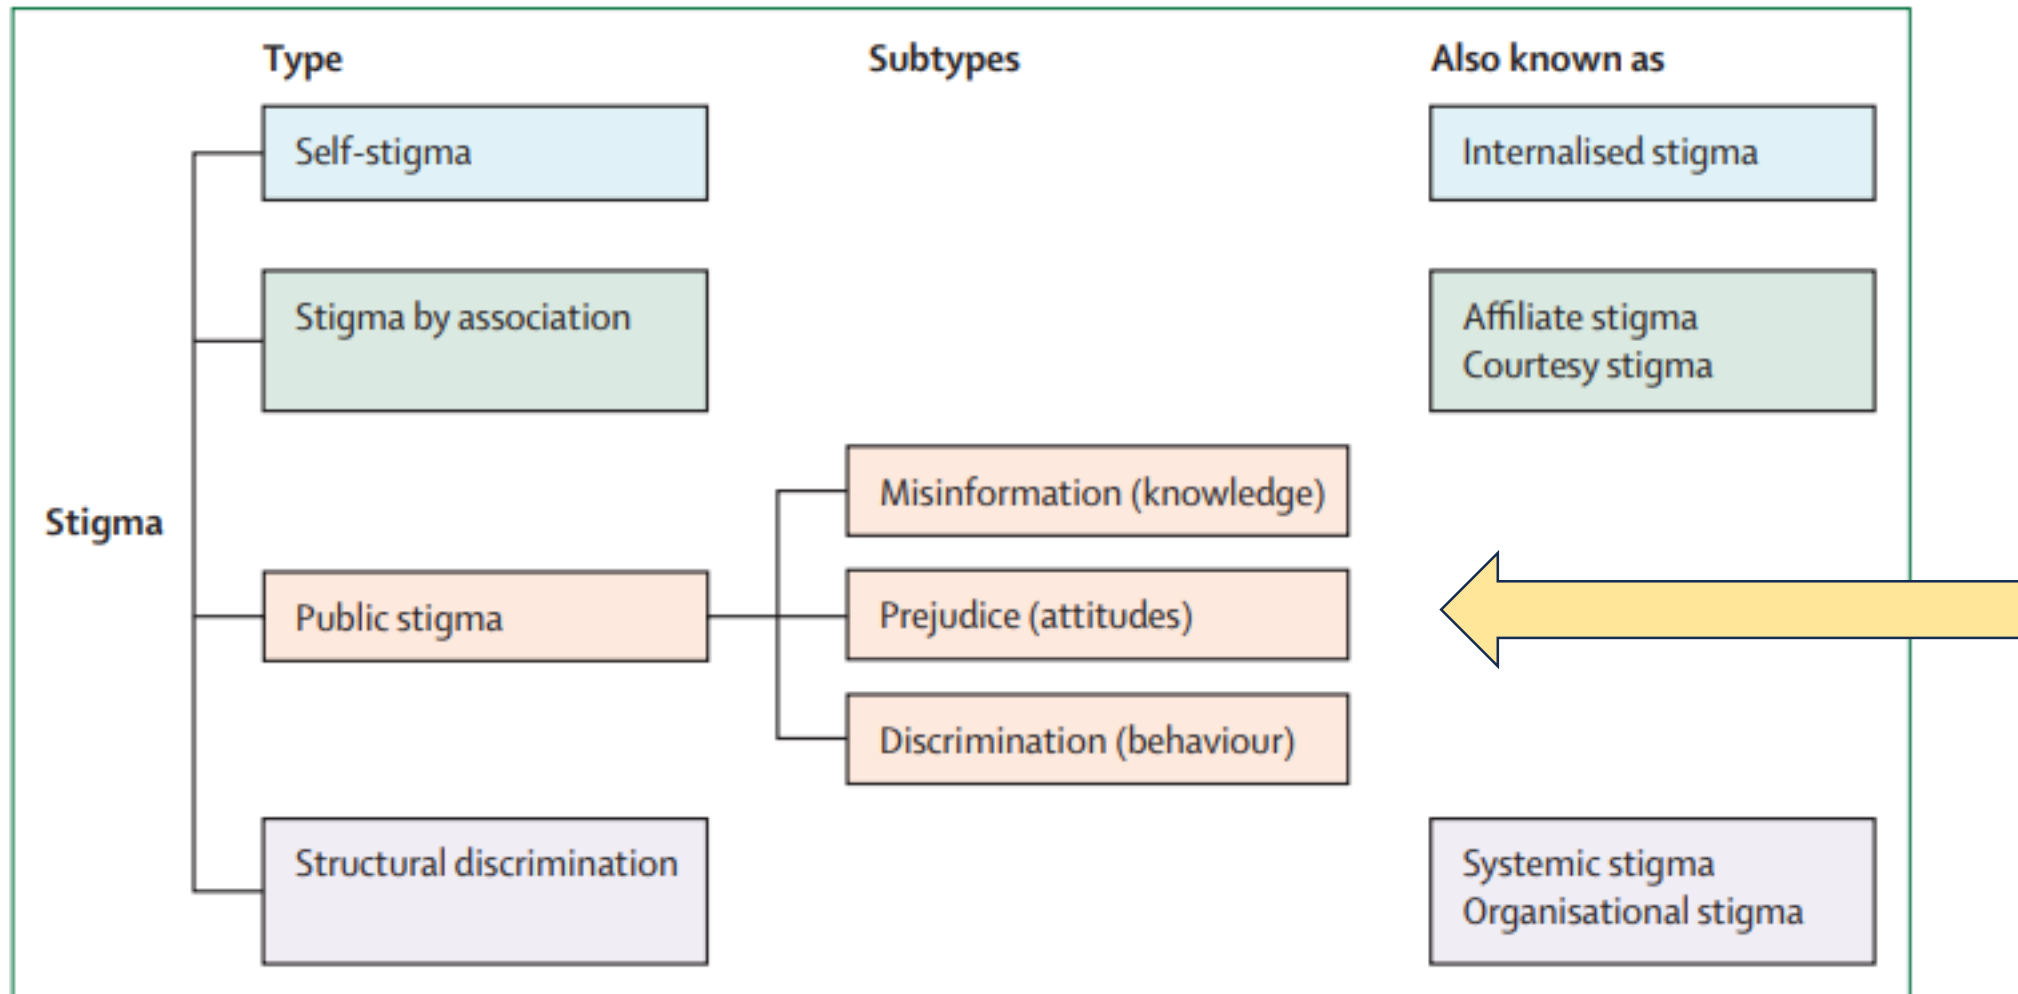 Type
Subtypes
Also known as
Self-stigma
Internalised stigma
Stigma by association
Affiliate stigma
Courtesy stigma
Misinformation (knowledge)
Stigma
Public stigma
Prejudice (attitudes)
Discrimination (behaviour)
Structural discrimination
Systemic stigma
Organisational stigma